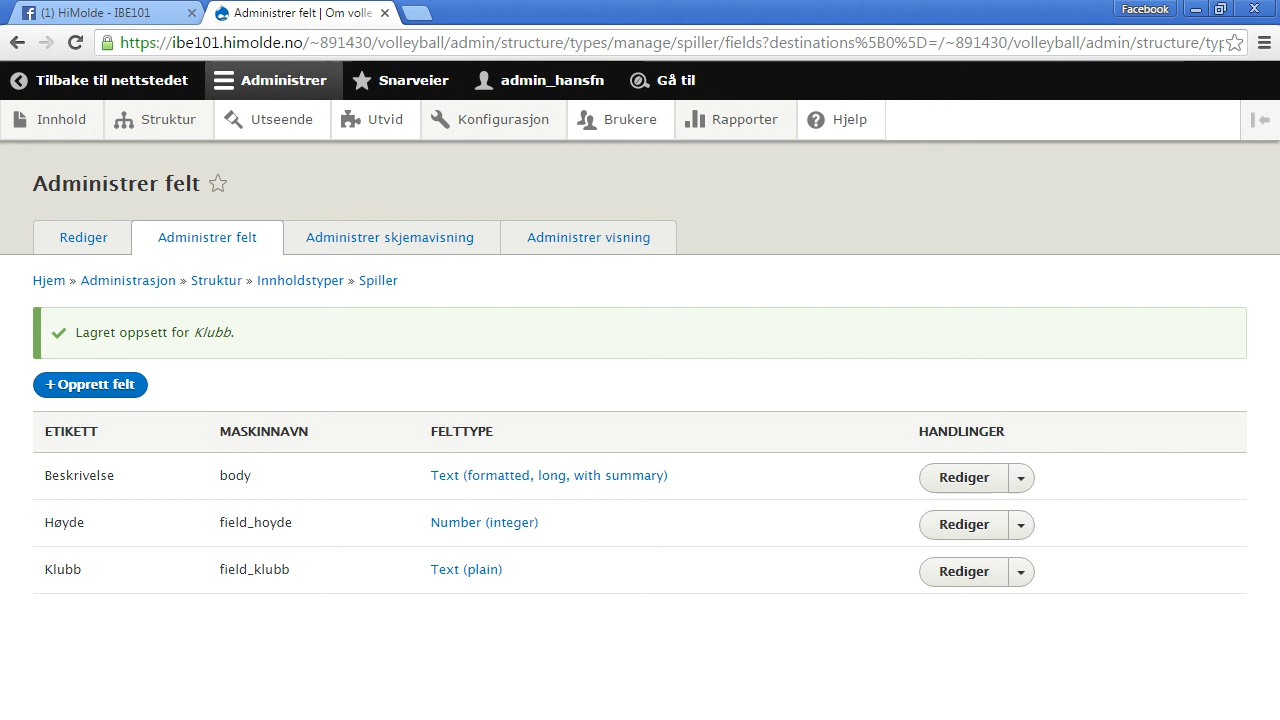 (1) HiMolde - IBE101
Administrer felt | Om volle
Facebook
https://ibe101.himolde.no/~891430/volleyball/admin/structure/types/manage/spiller/fields?destinations%5B0%5D=/~891430/volleyball/admin/structure/typ
Tilbake til nettstedet
Administrer
Snarveier
admin_hansfn
Gå til
Innhold
Struktur
Utseende
Utvid
Konfigurasjon
Brukere
Rapporter
Hjelp
Administrer felt
Rediger
Administrer felt
Administrer skjemavisning
Administrer visning
Hjem » Administrasjon » Struktur » Innholdstyper » Spiller
Lagret oppsett for Klubb.
+ Opprett felt
ETIKETT MASKINNAVN FELTTYPE HANDLINGER
Beskrivelse body Text (formatted, long, with summary) Rediger
Høyde field_hoyde Number (integer) Rediger
Klubb field_klubb Text (plain) Rediger